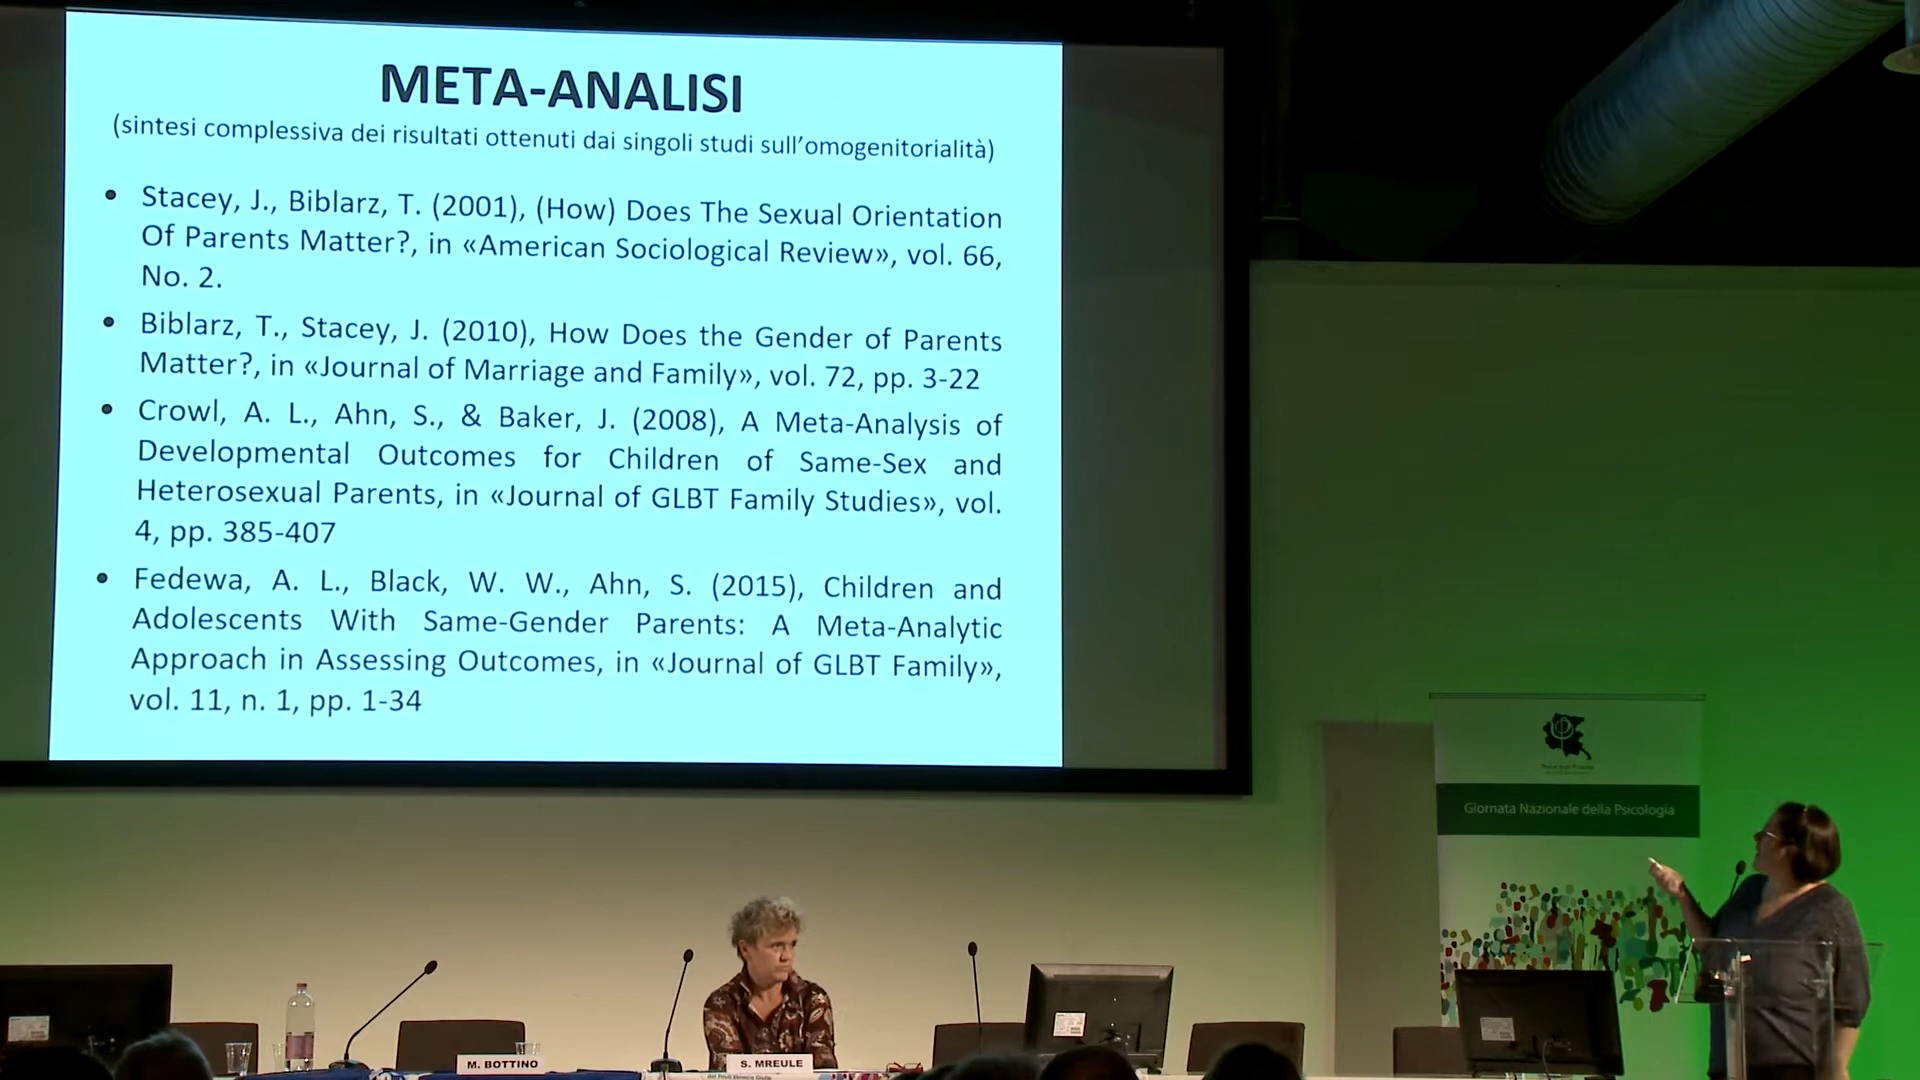 META-ANALISI
(sintesi complessiva dei risultati ottenuti dai singoli studi sull'omogenitorialità)
• Stacey, J., Biblarz, T. (2001), (How) Does The Sexual Orientation
Of Parents Matter?, in «American Sociological Review», vol. 66,
No. 2.
• Biblarz, T., Stacey, J. (2010), How Does the Gender of Parents
Matter?, in «Journal of Marriage and Family», vol. 72, pp. 3-22
• Crowl, A. L., Ahn, S., & Baker, J. (2008), A Meta-Analysis of
Developmental Outcomes for Children of Same-Sex and
Heterosexual Parents, in «Journal of GLBT Family Studies», vol.
4, pp. 385-407
• Fedewa, A. L., Black, W. W., Ahn, S. (2015), Children and
Adolescents With Same-Gender Parents: A Meta-Analytic
Approach in Assessing Outcomes, in «Journal of GLBT Family»,
vol. 11, n. 1, pp. 1-34
Giornata Nazionale della Psicologia
M. BOTTINO
S. MREULE